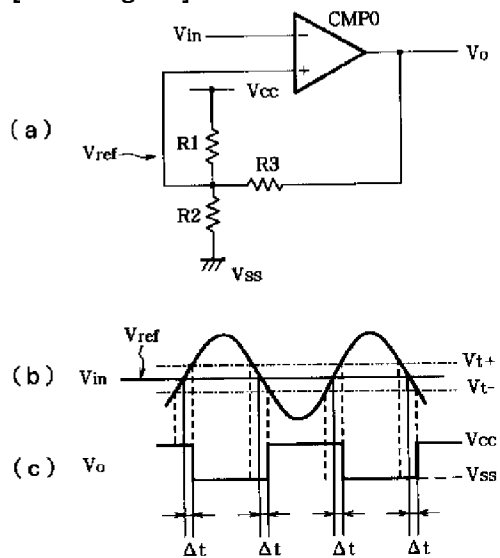 CMP0
Vin
−
+
Vo
Vcc
(a)
Vref
R1
R3
R2
Vss
Vref
Vin
Vt+
(b)
Vt−
(c)
Vo
Vcc
Vss
Δt
Δt
Δt
Δt